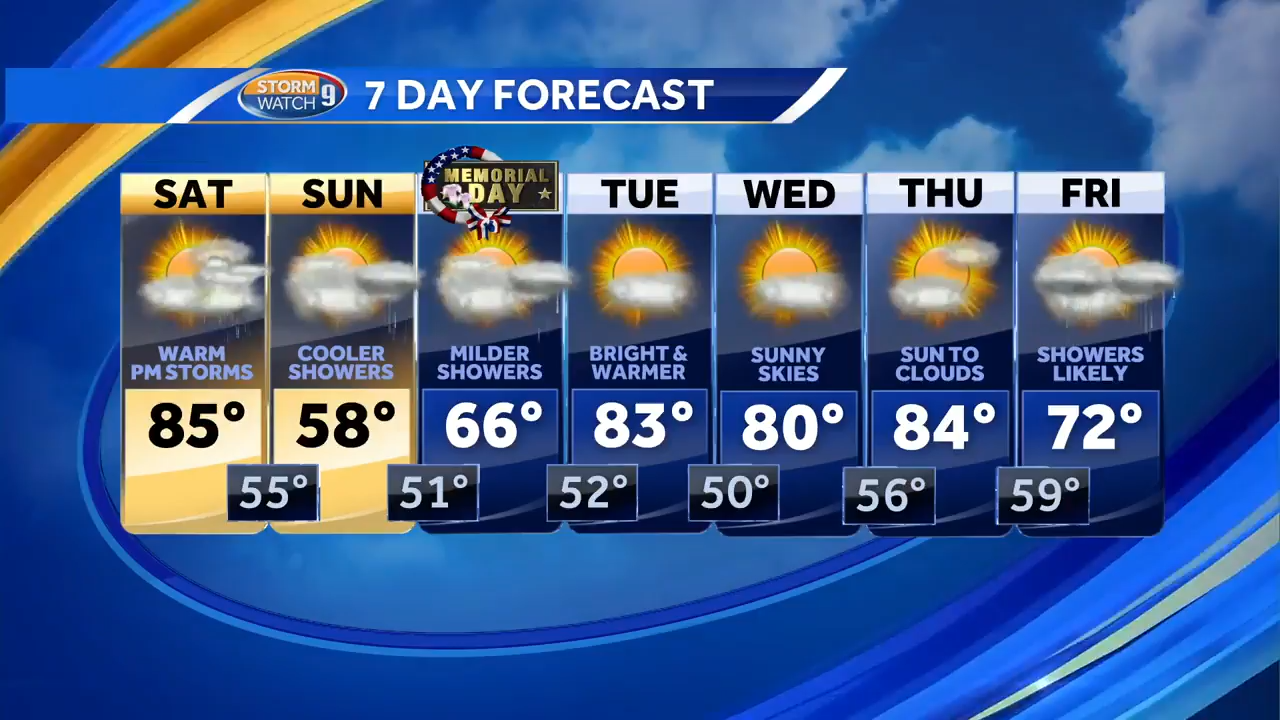 STORM
WATCH 9
7 DAY FORECAST
SAT
SUN
MEMORIAL
DAY
TUE
WED
THU
FRI
WARM
PM STORMS
COOLER
SHOWERS
MILDER
SHOWERS
BRIGHT &
WARMER
SUNNY
SKIES
SUN TO
CLOUDS
SHOWERS
LIKELY
85°
58°
66°
83°
80°
84°
72°
55°
51°
52°
50°
56°
59°